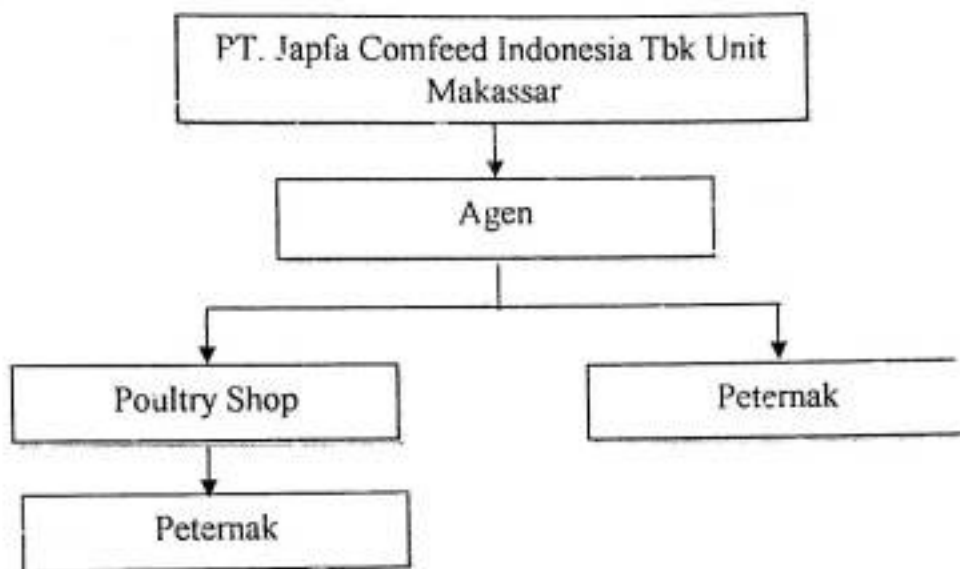 PT. Japfa Comfeed Indonesia Tbk Unit
Makassar
Agen
Poultry Shop
Peternak
Peternak